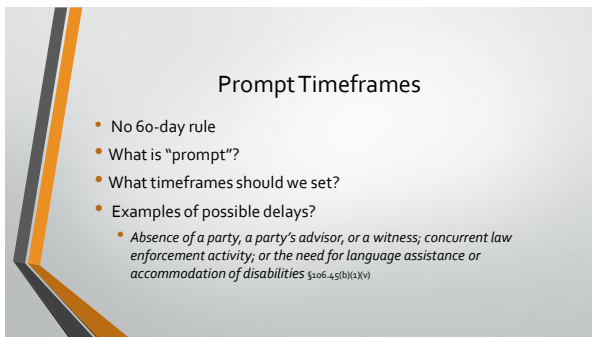 Prompt Timeframes
• No 60-day rule
• What is “prompt”?
• What timeframes should we set?
• Examples of possible delays?
• Absence of a party, a party’s advisor, or a witness; concurrent law
enforcement activity; or the need for language assistance or
accommodation of disabilities §106.45(b)(1)(v)